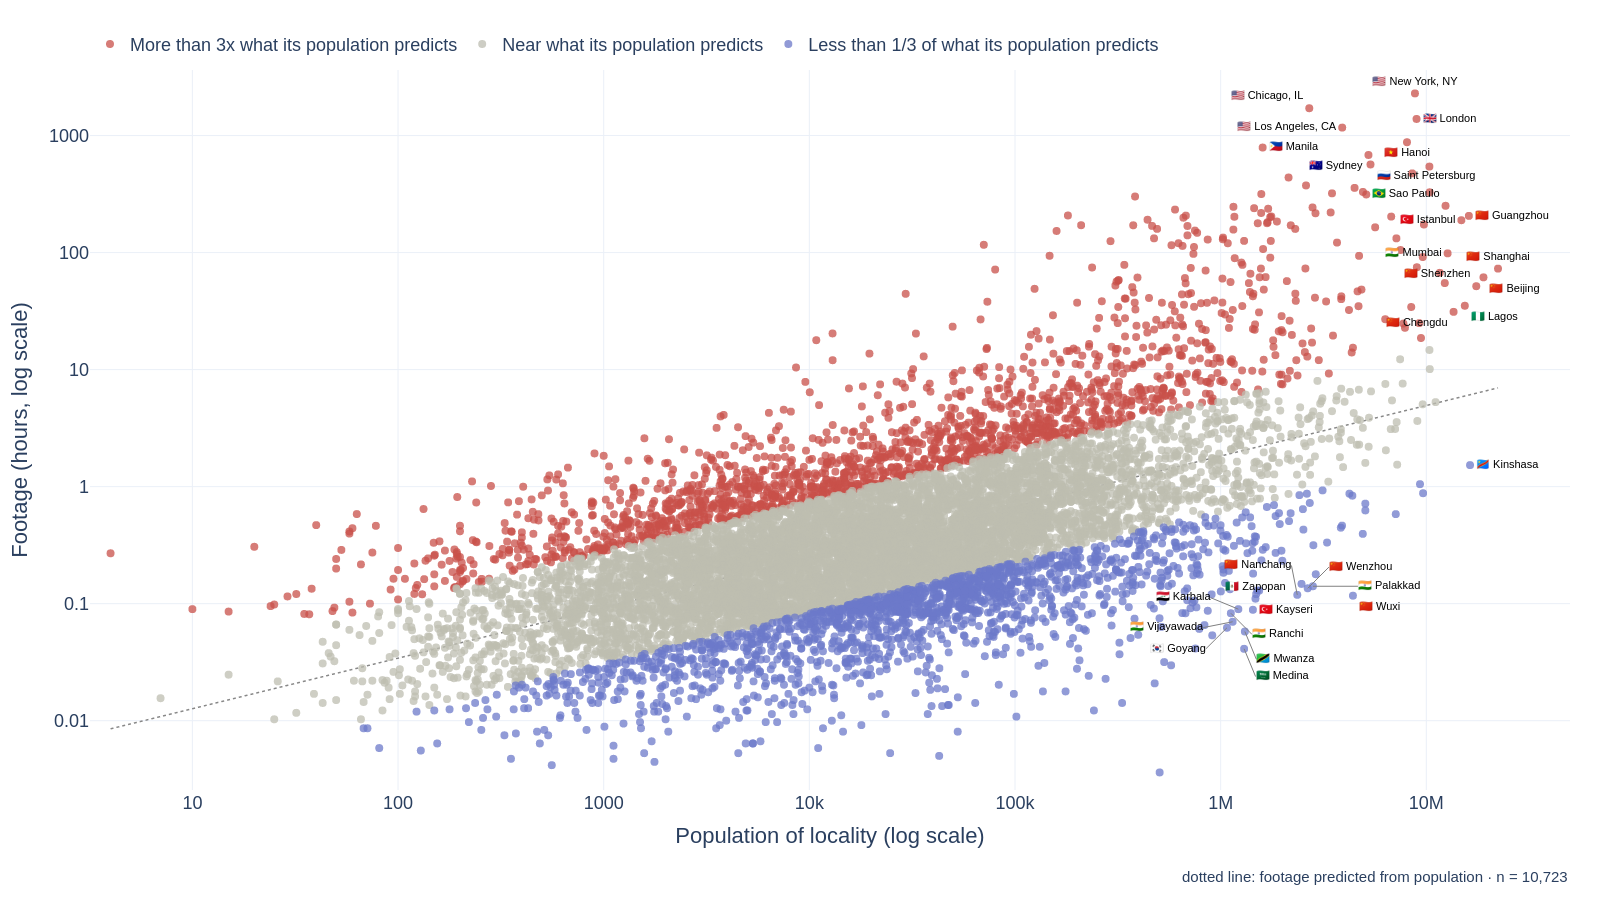 More than 3x what its population predicts
Near what its population predicts
Less than 1/3 of what its population predicts
New York, NY
Chicago, IL
London
Los Angeles, CA
Manila
Hanoi
Sydney
Saint Petersburg
Sao Paulo
Istanbul
Guangzhou
Mumbai
Shanghai
Shenzhen
Beijing
Lagos
Chengdu
Kinshasa
Nanchang
Wenzhou
Zapopan
Palakkad
Karbala
Kayseri
Wuxi
Vijayawada
Ranchi
Goyang
Mwanza
Medina
Footage (hours, log scale)
1000
100
10
1
0.1
0.01
10
100
1000
10k
100k
1M
10M
Population of locality (log scale)
dotted line: footage predicted from population · n = 10,723